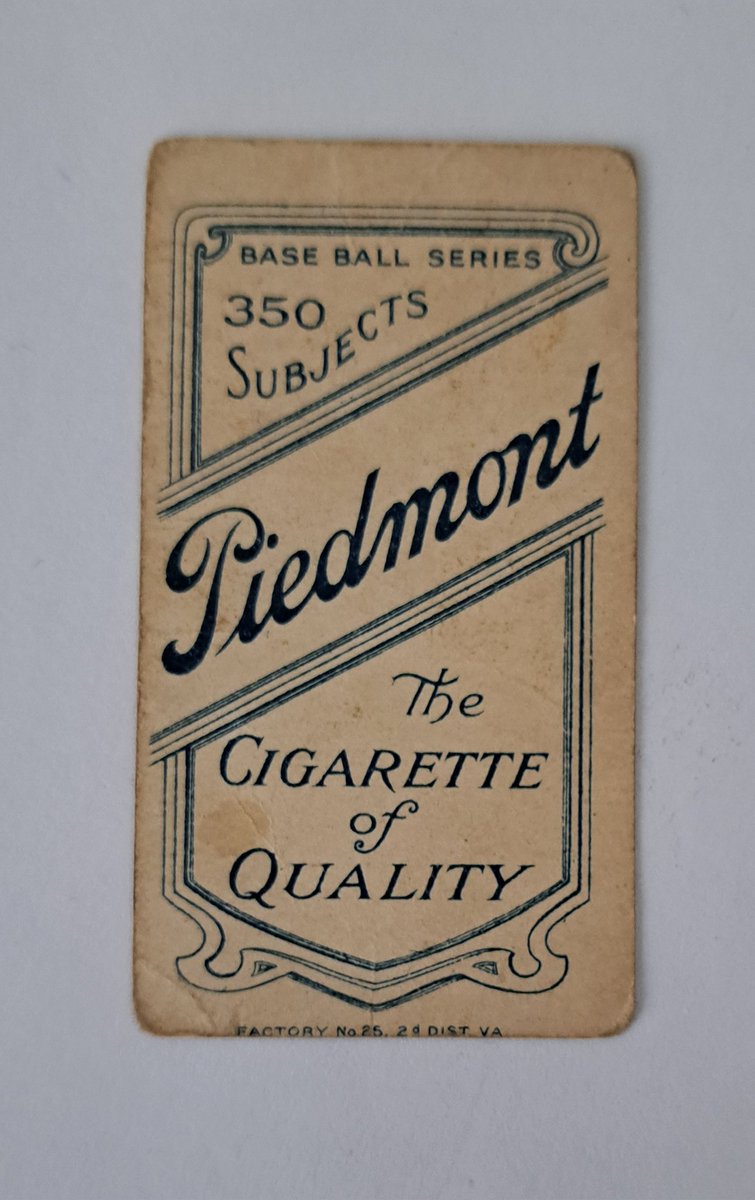 BASE BALL SERIES
350
SUBJECTS
Piedmont
The
CIGARETTE
of
QUALITY
FACTORY No. 25, 2d DIST. VA.